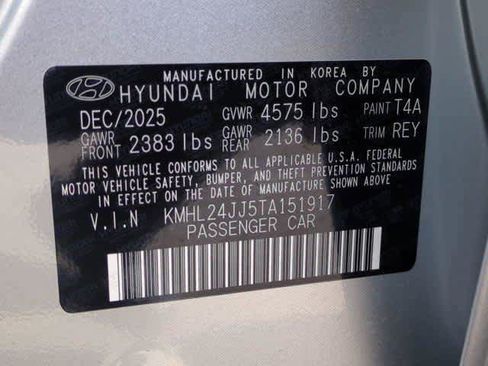 MANUFACTURED IN KOREA BY
HYUNDAI MOTOR COMPANY
DEC/2025 GVWR 4575 lbs PAINT T4A
GAWR FRONT 2383 lbs GAWR REAR 2136 lbs TRIM REY
THIS VEHICLE CONFORMS TO ALL APPLICABLE U.S.A. FEDERAL
MOTOR VEHICLE SAFETY, BUMPER, AND THEFT PREVENTION STANDARDS
IN EFFECT ON THE DATE OF MANUFACTURE SHOWN ABOVE.
V.I.N KMHL24JJ5TA151917
PASSENGER CAR